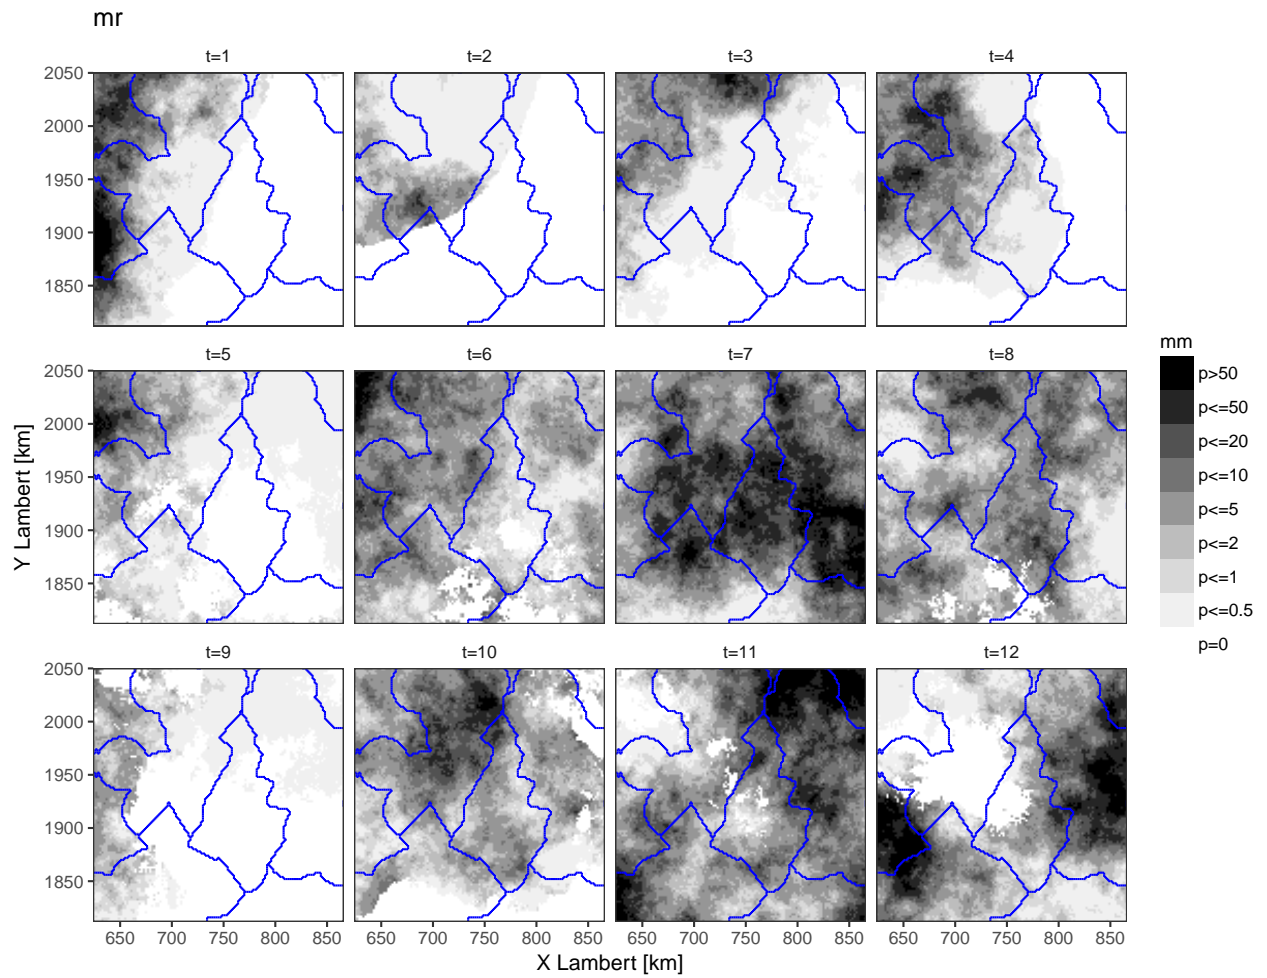 mr
t=1 t=2 t=3 t=4
2050
2000
1950
1900
1850
t=5 t=6 t=7 t=8
2050
2000
1950
1900
1850
t=9 t=10 t=11 t=12
2050
2000
1950
1900
1850
650 700 750 800 850 650 700 750 800 850 650 700 750 800 850 650 700 750 800 850
X Lambert [km]
Y Lambert [km]
mm
p>50
p<=50
p<=20
p<=10
p<=5
p<=2
p<=1
p<=0.5
p=0